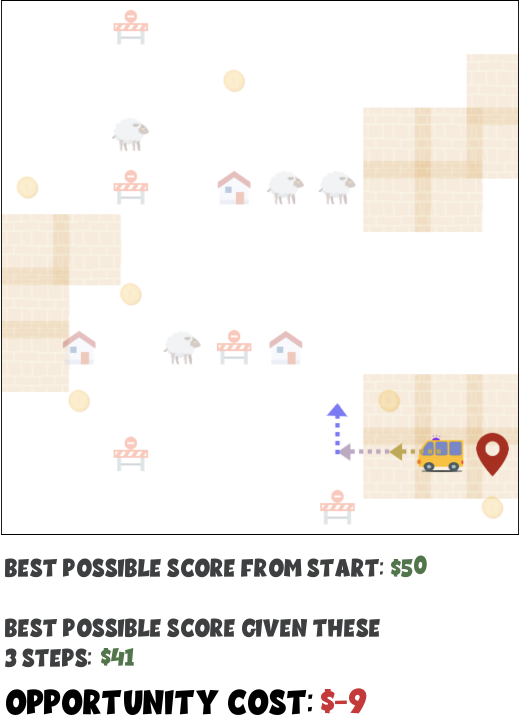 BEST POSSIBLE SCORE FROM START: $50
BEST POSSIBLE SCORE GIVEN THESE
3 STEPS: $41
OPPORTUNITY COST: $-9